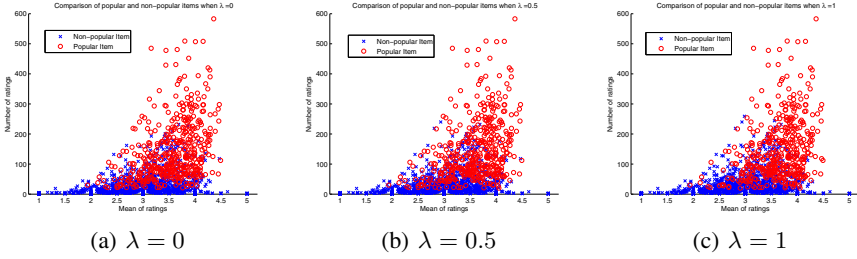 Comparison of popular and non-popular items when λ =0
600
500
400
300
200
100
0
1 1.5 2 2.5 3 3.5 4 4.5 5
Number of ratings
Mean of ratings
Non-popular Item
Popular Item
(a) λ = 0
Comparison of popular and non-popular items when λ =0.5
600
500
400
300
200
100
0
1 1.5 2 2.5 3 3.5 4 4.5 5
Number of ratings
Mean of ratings
Non-popular Item
Popular Item
(b) λ = 0.5
Comparison of popular and non-popular items when λ =1
600
500
400
300
200
100
0
1 1.5 2 2.5 3 3.5 4 4.5 5
Number of ratings
Mean of ratings
Non-popular Item
Popular Item
(c) λ = 1